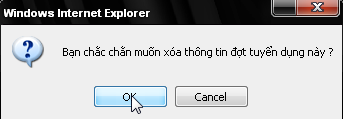 Windows Internet Explorer
Bạn chắc chắn muốn xóa thông tin đợt tuyển dụng này ?
OK
Cancel